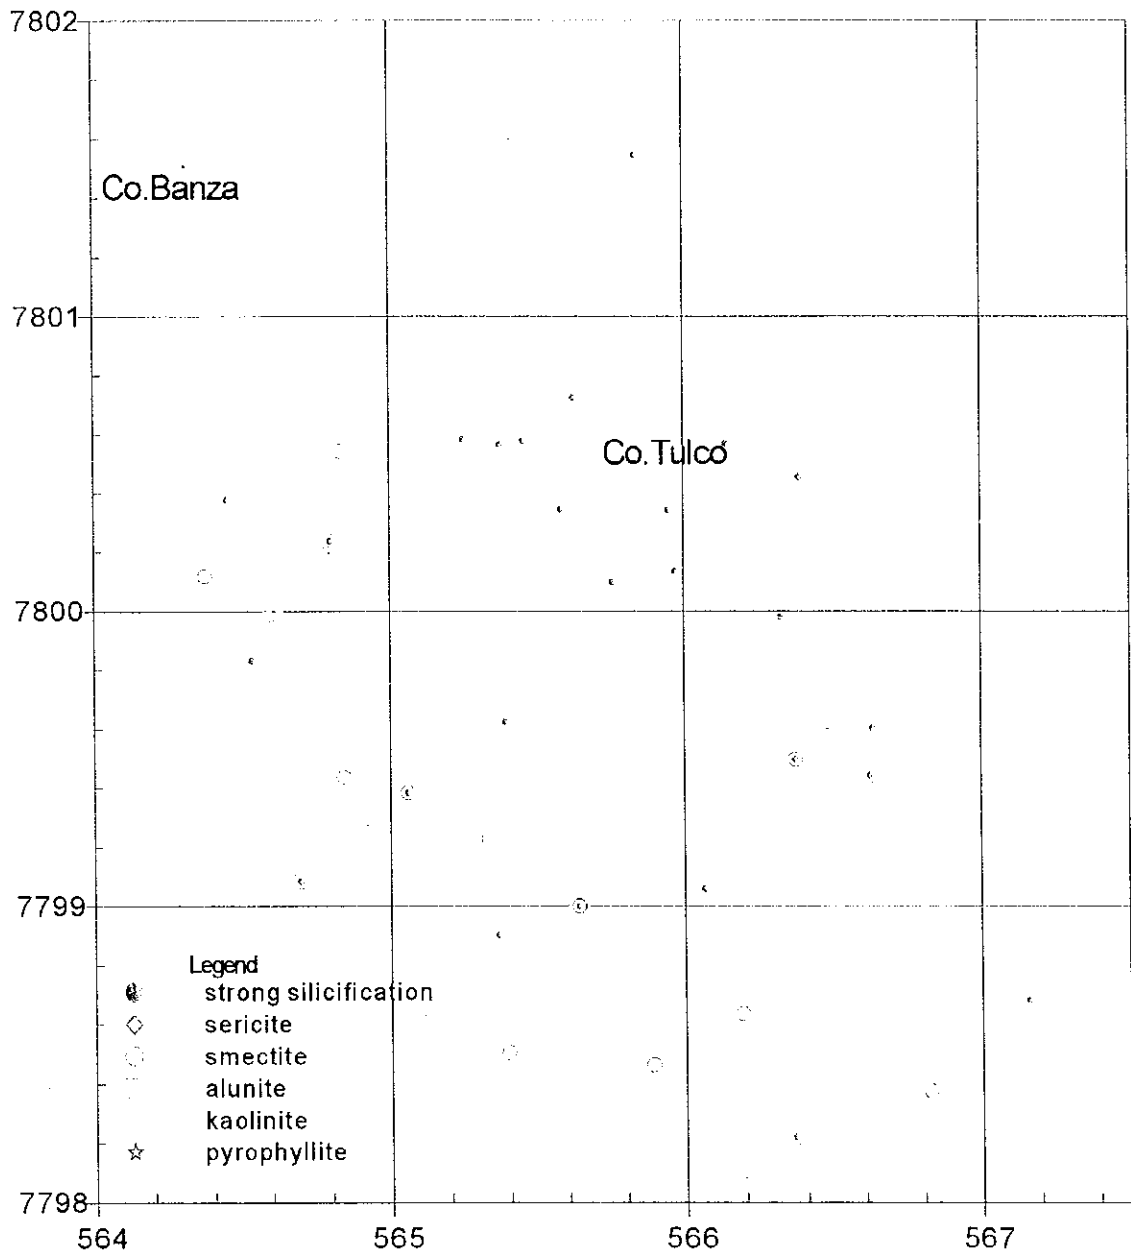 7802
Co.Banza
7801
Co.Tulco
7800
7799
Legend
strong silicification
sericite
smectite
alunite
kaolinite
pyrophyllite
7798
564 565 566 567